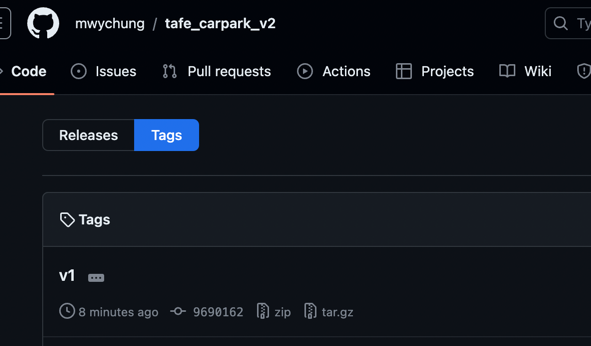 mwychung / tafe_carpark_v2
Ty
Code Issues Pull requests Actions Projects Wiki
Releases Tags
Tags
v1
8 minutes ago 9690162 zip tar.gz